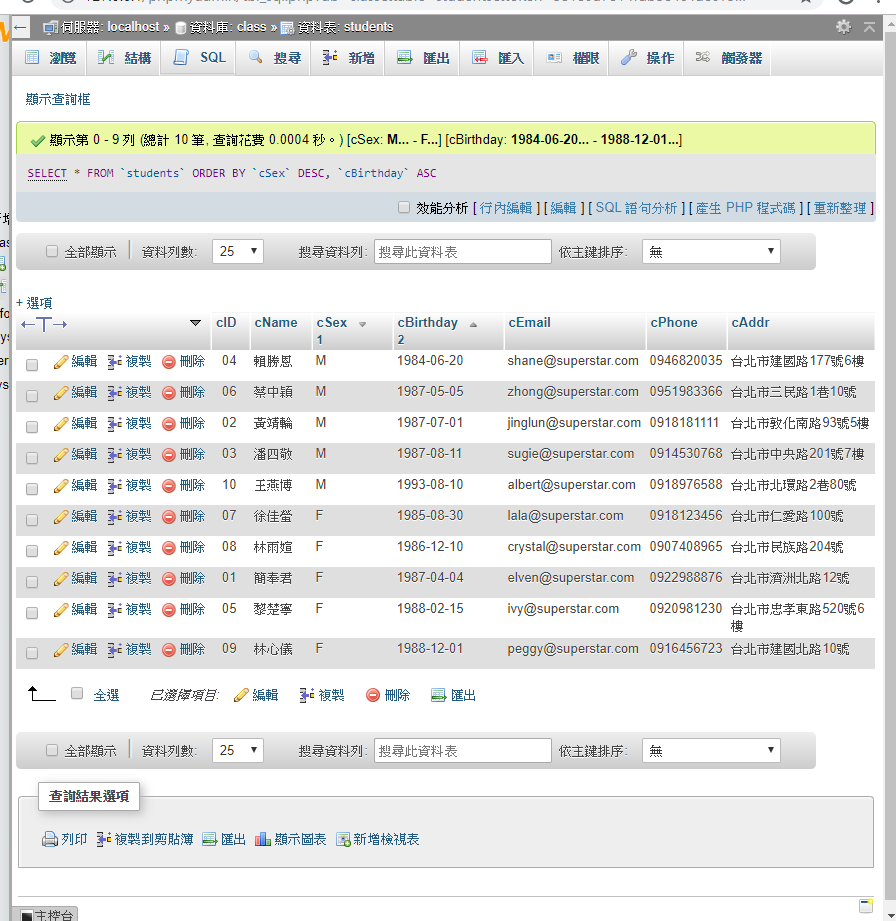 伺服器: localhost » 資料庫: class » 資料表: students
瀏覽 結構 SQL 搜尋 新增 匯出 匯入 權限 操作 觸發器
顯示查詢框
顯示第 0 - 9 列 (總計 10 筆, 查詢花費 0.0004 秒。) [cSex: M... - F...] [cBirthday: 1984-06-20... - 1988-12-01...]
SELECT * FROM `students` ORDER BY `cSex` DESC, `cBirthday` ASC
效能分析 [ 行內編輯 ] [ 編輯 ] [ SQL 語句分析 ] [ 產生 PHP 程式碼 ] [ 重新整理 ]
全部顯示 資料列數: 25 搜尋資料列: 搜尋此資料表 依主鍵排序: 無
+ 選項
←T→ cID cName cSex 1 cBirthday 2 cEmail cPhone cAddr
編輯 複製 刪除 04 賴勝恩 M 1984-06-20 shane@superstar.com 0946820035 台北市建國路177號6樓
編輯 複製 刪除 06 蔡中穎 M 1987-05-05 zhong@superstar.com 0951983366 台北市三民路1巷10號
編輯 複製 刪除 02 黃靖輪 M 1987-07-01 jinglun@superstar.com 0918181111 台北市敦化南路93號5樓
編輯 複製 刪除 03 潘四敬 M 1987-08-11 sugie@superstar.com 0914530768 台北市中央路201號7樓
編輯 複製 刪除 10 王燕博 M 1993-08-10 albert@superstar.com 0918976588 台北市北環路2巷80號
編輯 複製 刪除 07 徐佳螢 F 1985-08-30 lala@superstar.com 0918123456 台北市仁愛路100號
編輯 複製 刪除 08 林雨媗 F 1986-12-10 crystal@superstar.com 0907408965 台北市民族路204號
編輯 複製 刪除 01 簡奉君 F 1987-04-04 elven@superstar.com 0922988876 台北市濟洲北路12號
編輯 複製 刪除 05 黎楚寧 F 1988-02-15 ivy@superstar.com 0920981230 台北市忠孝東路520號6
樓
編輯 複製 刪除 09 林心儀 F 1988-12-01 peggy@superstar.com 0916456723 台北市建國北路10號
全選 已選擇項目: 編輯 複製 刪除 匯出
全部顯示 資料列數: 25 搜尋資料列: 搜尋此資料表 依主鍵排序: 無
查詢結果選項
列印 複製到剪貼簿 匯出 顯示圖表 新增檢視表
主控台